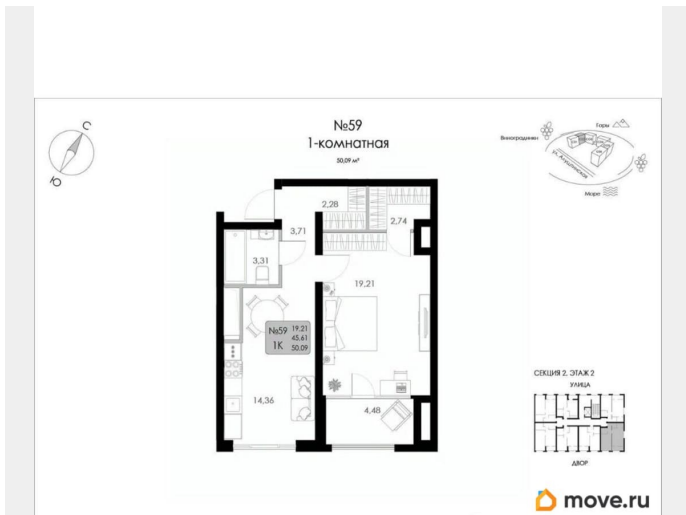 №59
1-комнатная
50,09 м²
С
Ю
Горы
Виноградники
ул. Алуштинская
Море
2,28
2,74
3,71
3,31
19,21
№59 19,21
45,61
1К 50,09
14,36
4,48
СЕКЦИЯ 2, ЭТАЖ 2
УЛИЦА
ДВОР
move.ru